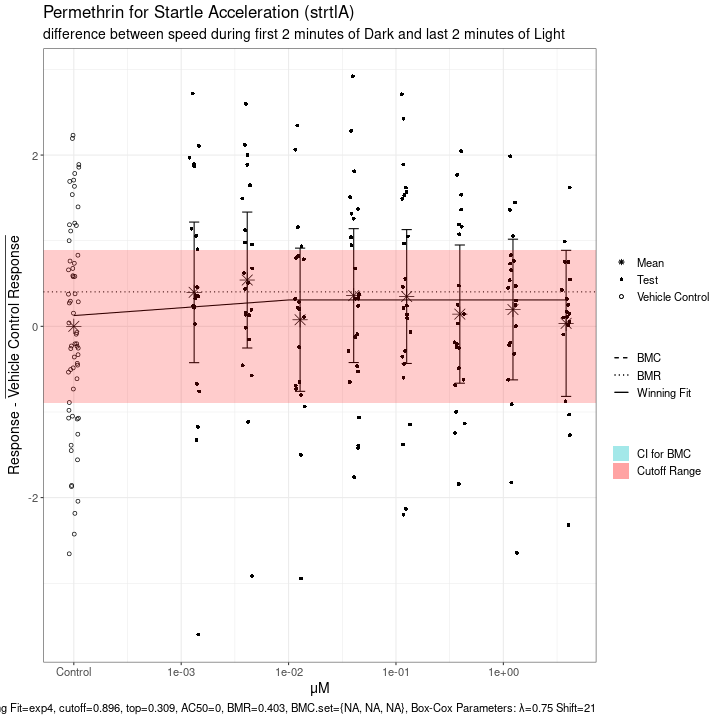 Permethrin for Startle Acceleration (strtlA)
difference between speed during first 2 minutes of Dark and last 2 minutes of Light
Response - Vehicle Control Response
2
0
-2
Control
1e-03
1e-02
1e-01
1e+00
μM
Mean
Test
Vehicle Control
BMC
BMR
Winning Fit
CI for BMC
Cutoff Range
g Fit=exp4, cutoff=0.896, top=0.309, AC50=0, BMR=0.403, BMC.set={NA, NA, NA}, Box-Cox Parameters: λ=0.75 Shift=21